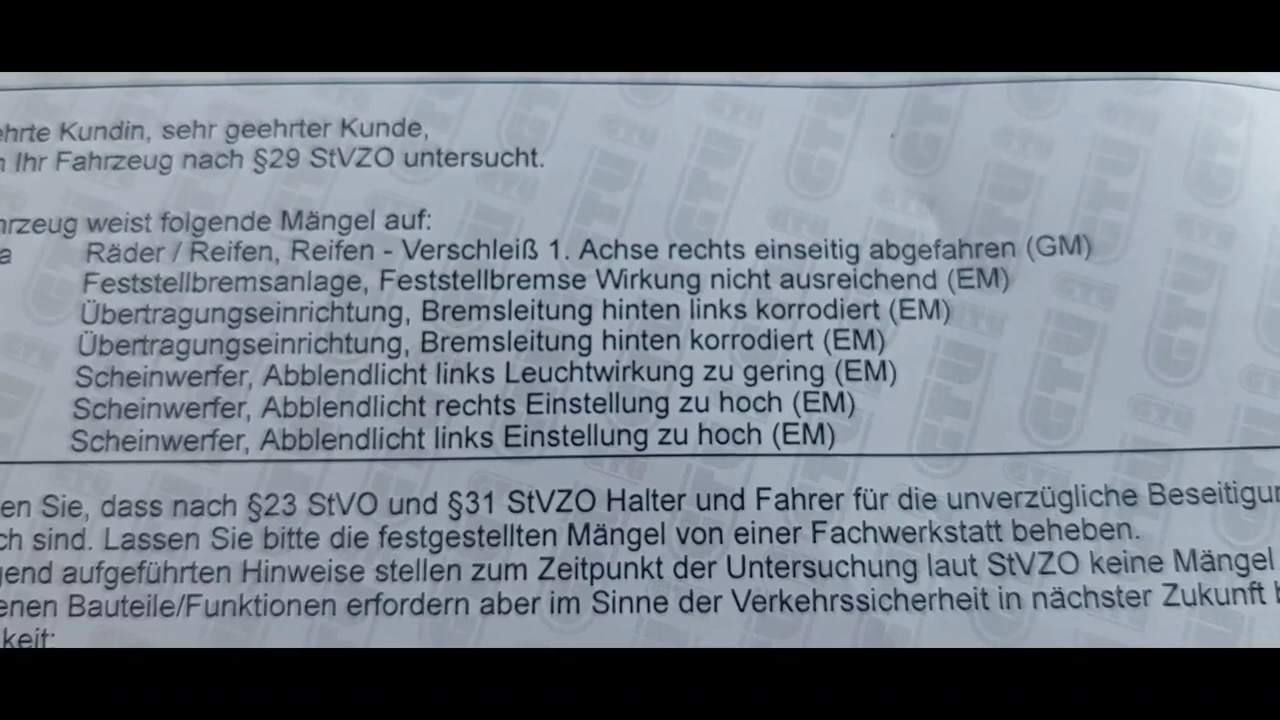 ehrte Kundin, sehr geehrter Kunde,
n Ihr Fahrzeug nach §29 StVZO untersucht.
hrzeug weist folgende Mängel auf:
a Räder / Reifen, Reifen - Verschleiß 1. Achse rechts einseitig abgefahren (GM)
Feststellbremsanlage, Feststellbremse Wirkung nicht ausreichend (EM)
Übertragungseinrichtung, Bremsleitung hinten links korrodiert (EM)
Übertragungseinrichtung, Bremsleitung hinten korrodiert (EM)
Scheinwerfer, Abblendlicht links Leuchtwirkung zu gering (EM)
Scheinwerfer, Abblendlicht rechts Einstellung zu hoch (EM)
Scheinwerfer, Abblendlicht links Einstellung zu hoch (EM)
en Sie, dass nach §23 StVO und §31 StVZO Halter und Fahrer für die unverzügliche Beseitigun
ch sind. Lassen Sie bitte die festgestellten Mängel von einer Fachwerkstatt beheben.
gend aufgeführten Hinweise stellen zum Zeitpunkt der Untersuchung laut StVZO keine Mängel
enen Bauteile/Funktionen erfordern aber im Sinne der Verkehrssicherheit in nächster Zukunft b
keit: